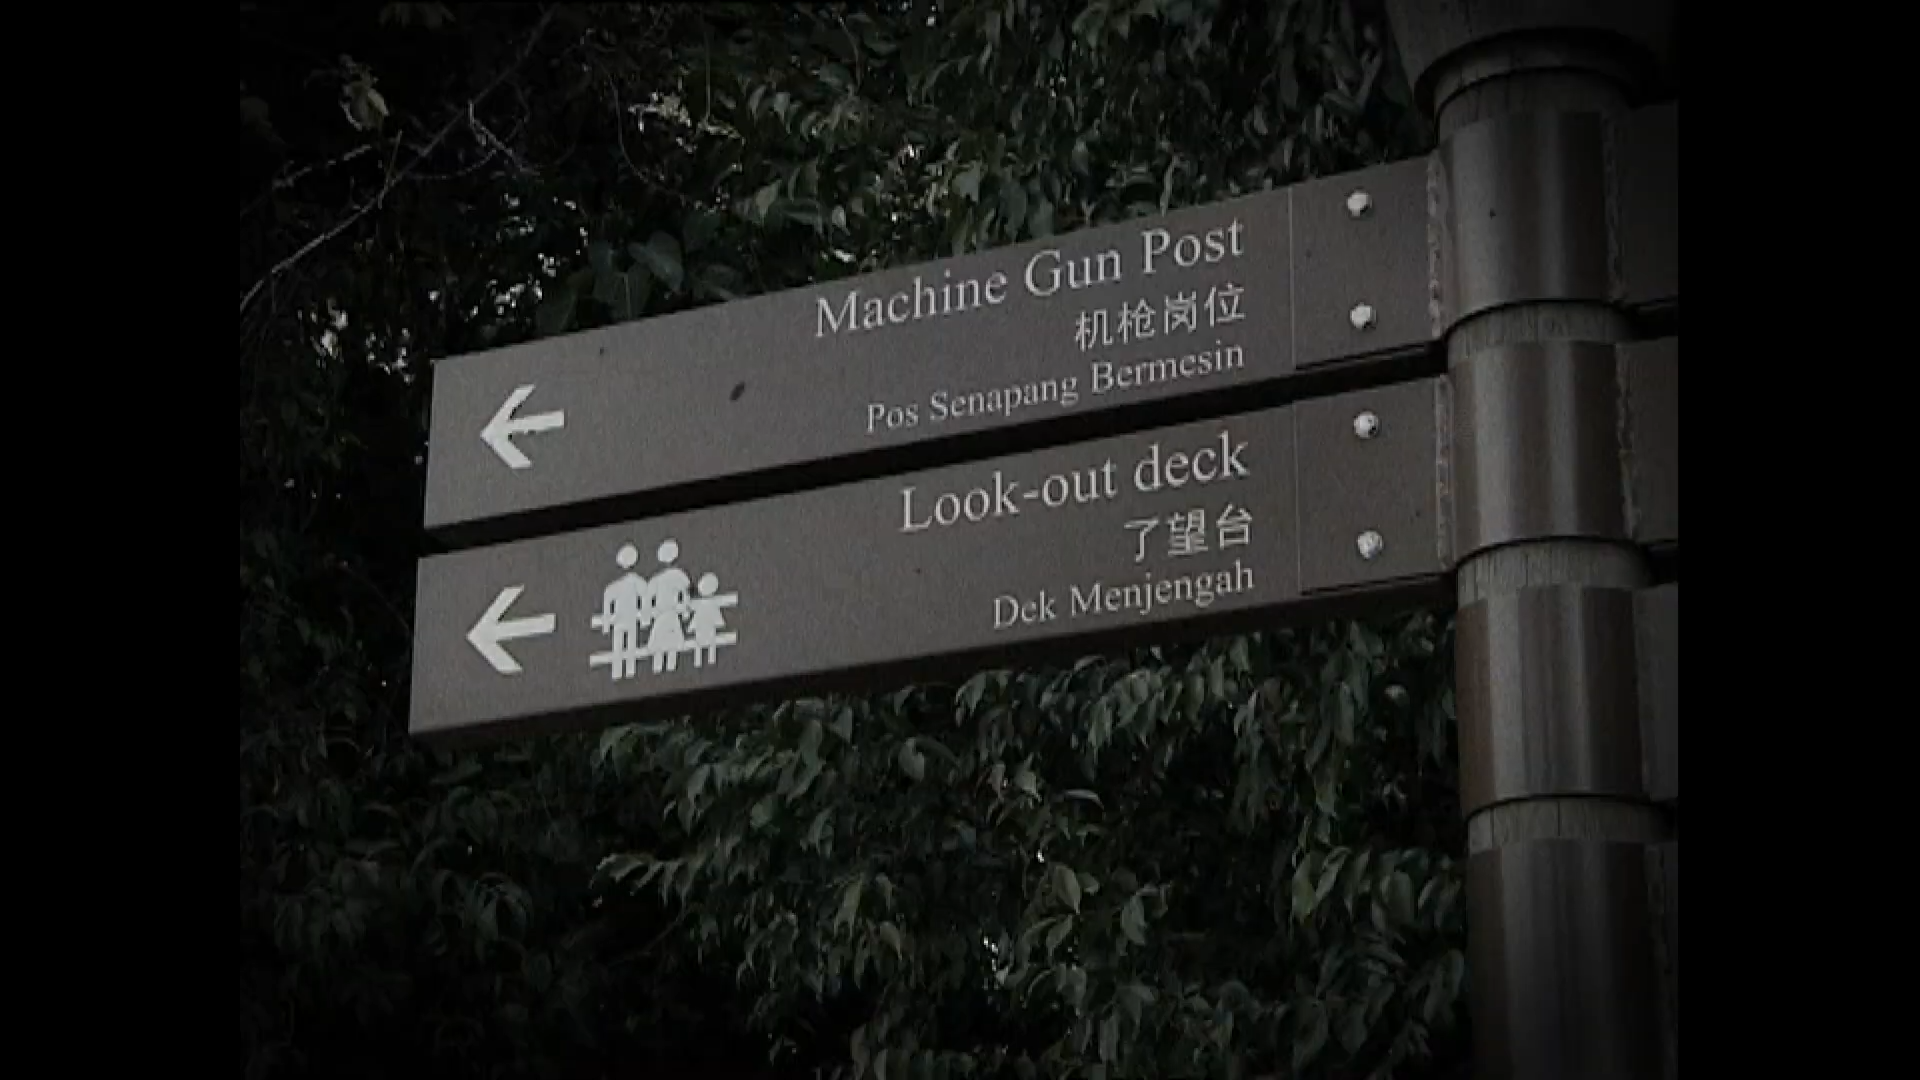 Machine Gun Post
机枪岗位
Pos Senapang Bermesin
Look-out deck
了望台
Dek Menjengah